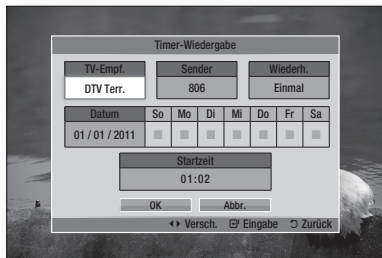 Timer-Wiedergabe
TV-Empf. Sender Wiederh.
DTV Terr. 806 Einmal
Datum So Mo Di Mi Do Fr Sa
01 / 01 / 2011
Startzeit
01:02
OK Abbr.
Versch. Eingabe Zurück